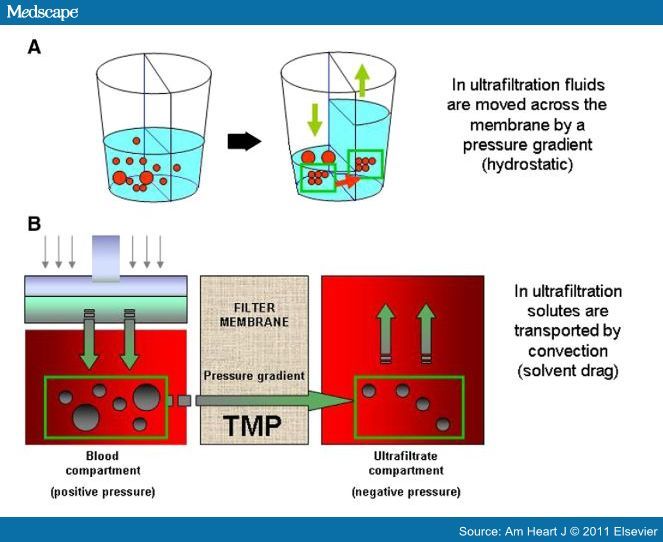 Medscape
A
In ultrafiltration fluids
are moved across the
membrane by a
pressure gradient
(hydrostatic)
B
FILTER
MEMBRANE
Pressure gradient
TMP
In ultrafiltration
solutes are
transported by
convection
(solvent drag)
Blood
compartment
(positive pressure)
Ultrafiltrate
compartment
(negative pressure)
Source: Am Heart J © 2011 Elsevier